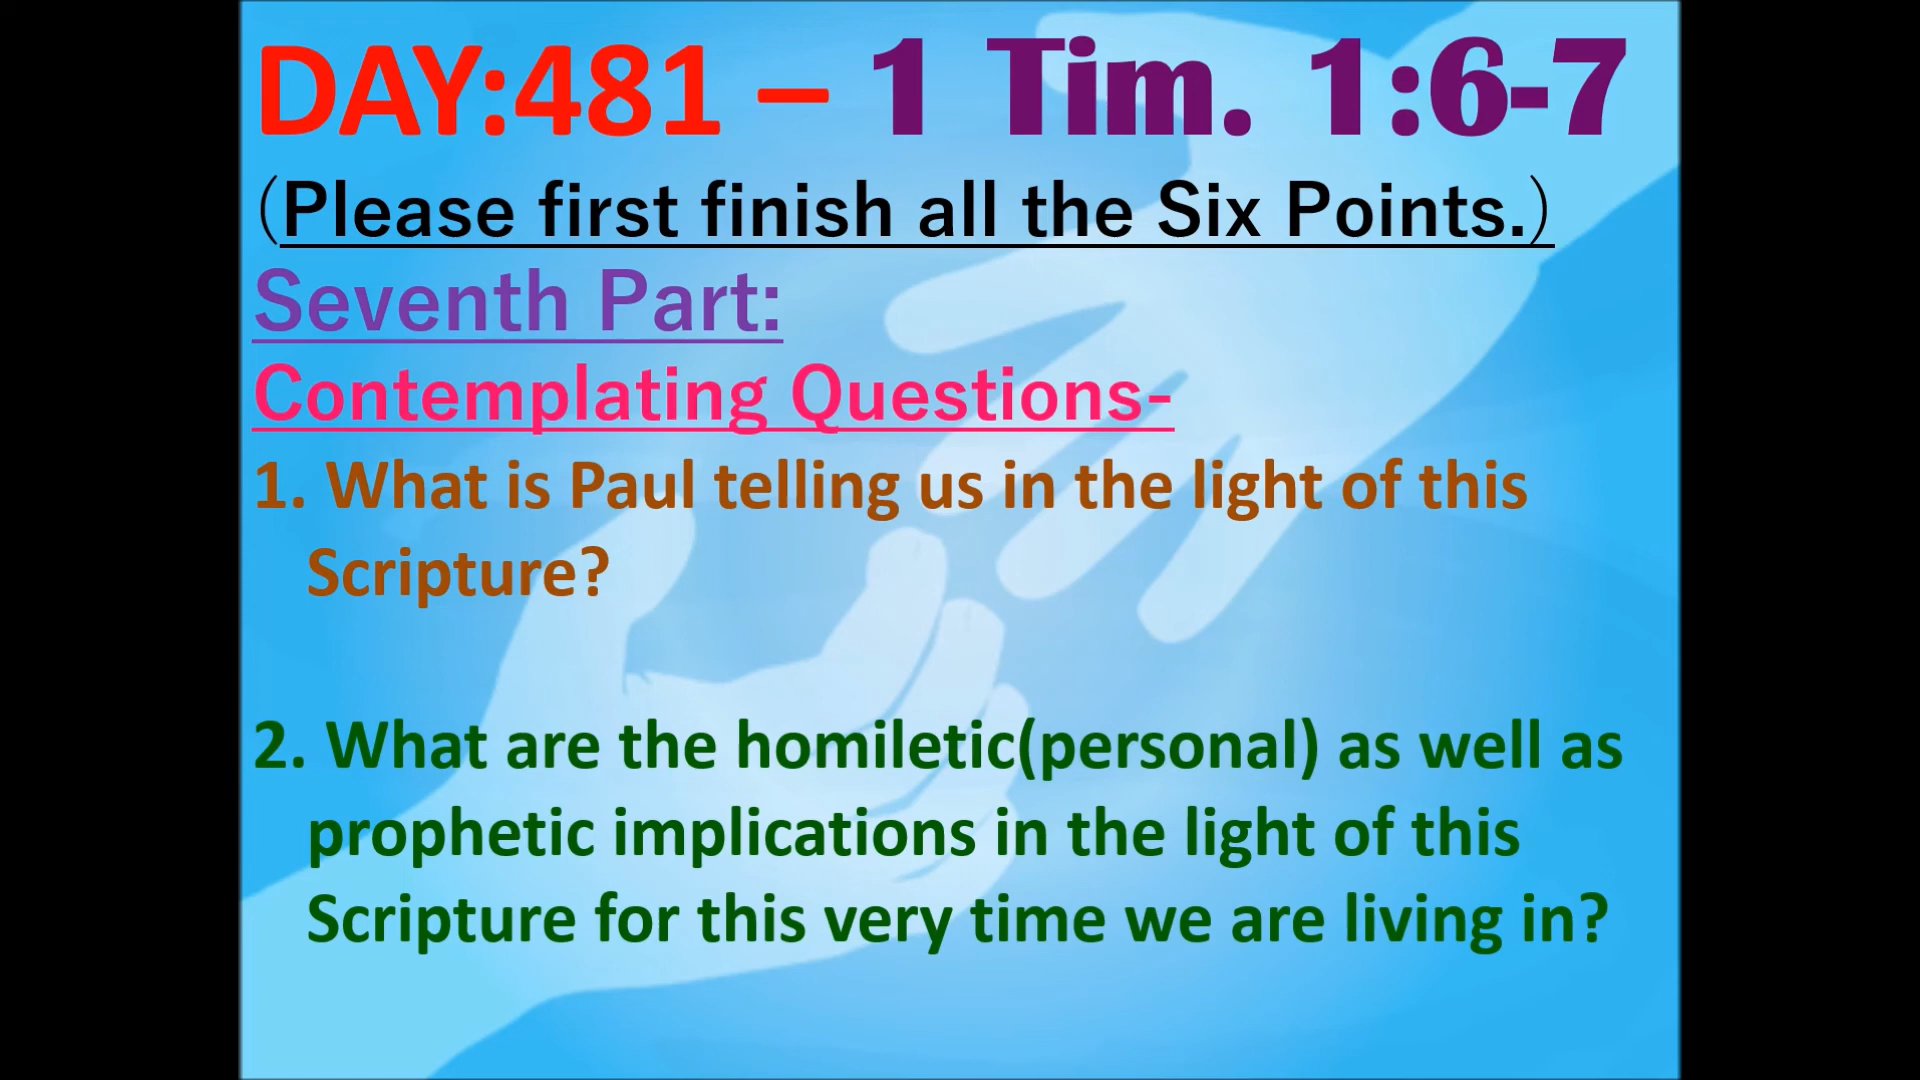 DAY:481 – 1 Tim. 1:6-7
(Please first finish all the Six Points.)
Seventh Part:
Contemplating Questions-
1. What is Paul telling us in the light of this
Scripture?
2. What are the homiletic(personal) as well as
prophetic implications in the light of this
Scripture for this very time we are living in?